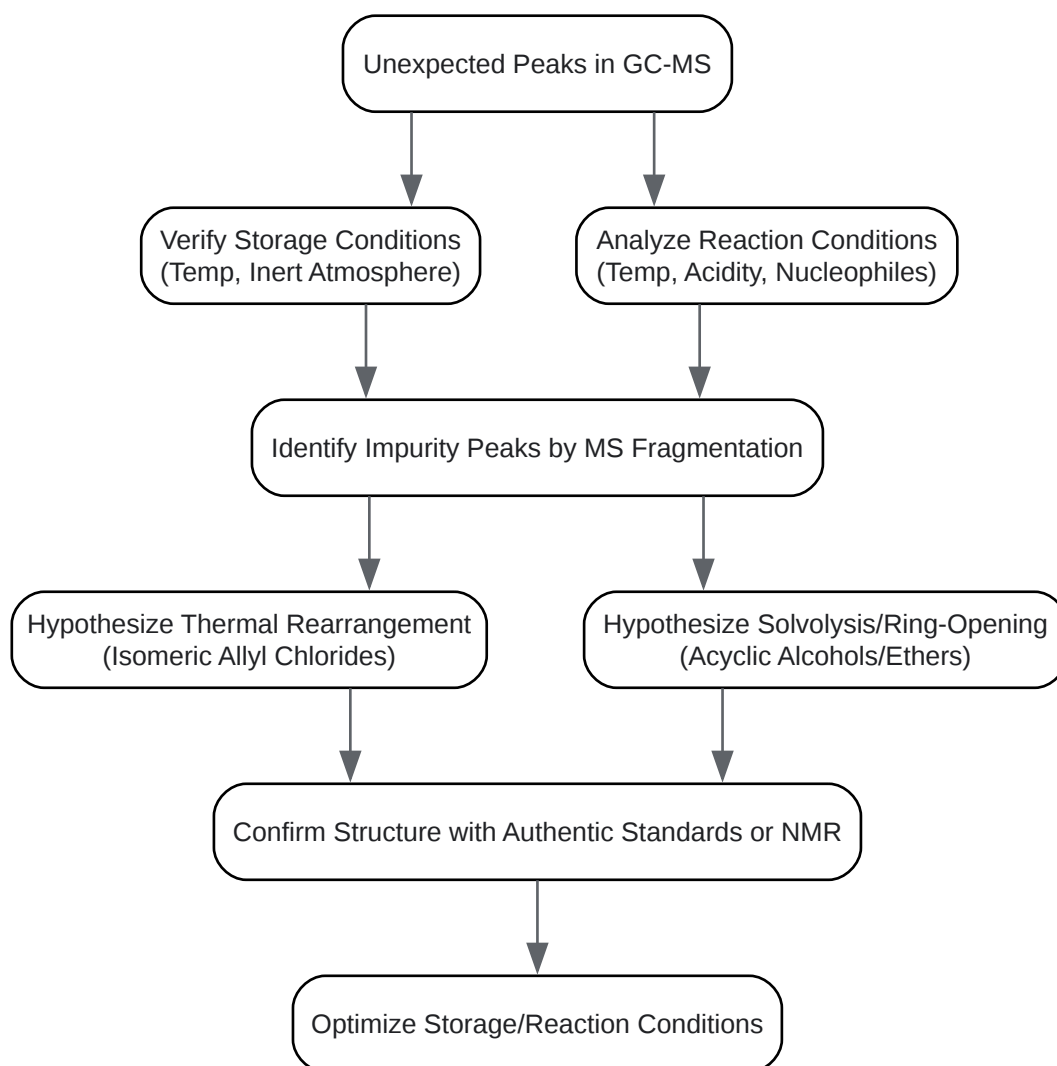 Unexpected Peaks in GC-MS
Verify Storage Conditions
(Temp, Inert Atmosphere)
Analyze Reaction Conditions
(Temp, Acidity, Nucleophiles)
Identify Impurity Peaks by MS Fragmentation
Hypothesize Thermal Rearrangement
(Isomeric Allyl Chlorides)
Hypothesize Solvolysis/Ring-Opening
(Acyclic Alcohols/Ethers)
Confirm Structure with Authentic Standards or NMR
Optimize Storage/Reaction Conditions